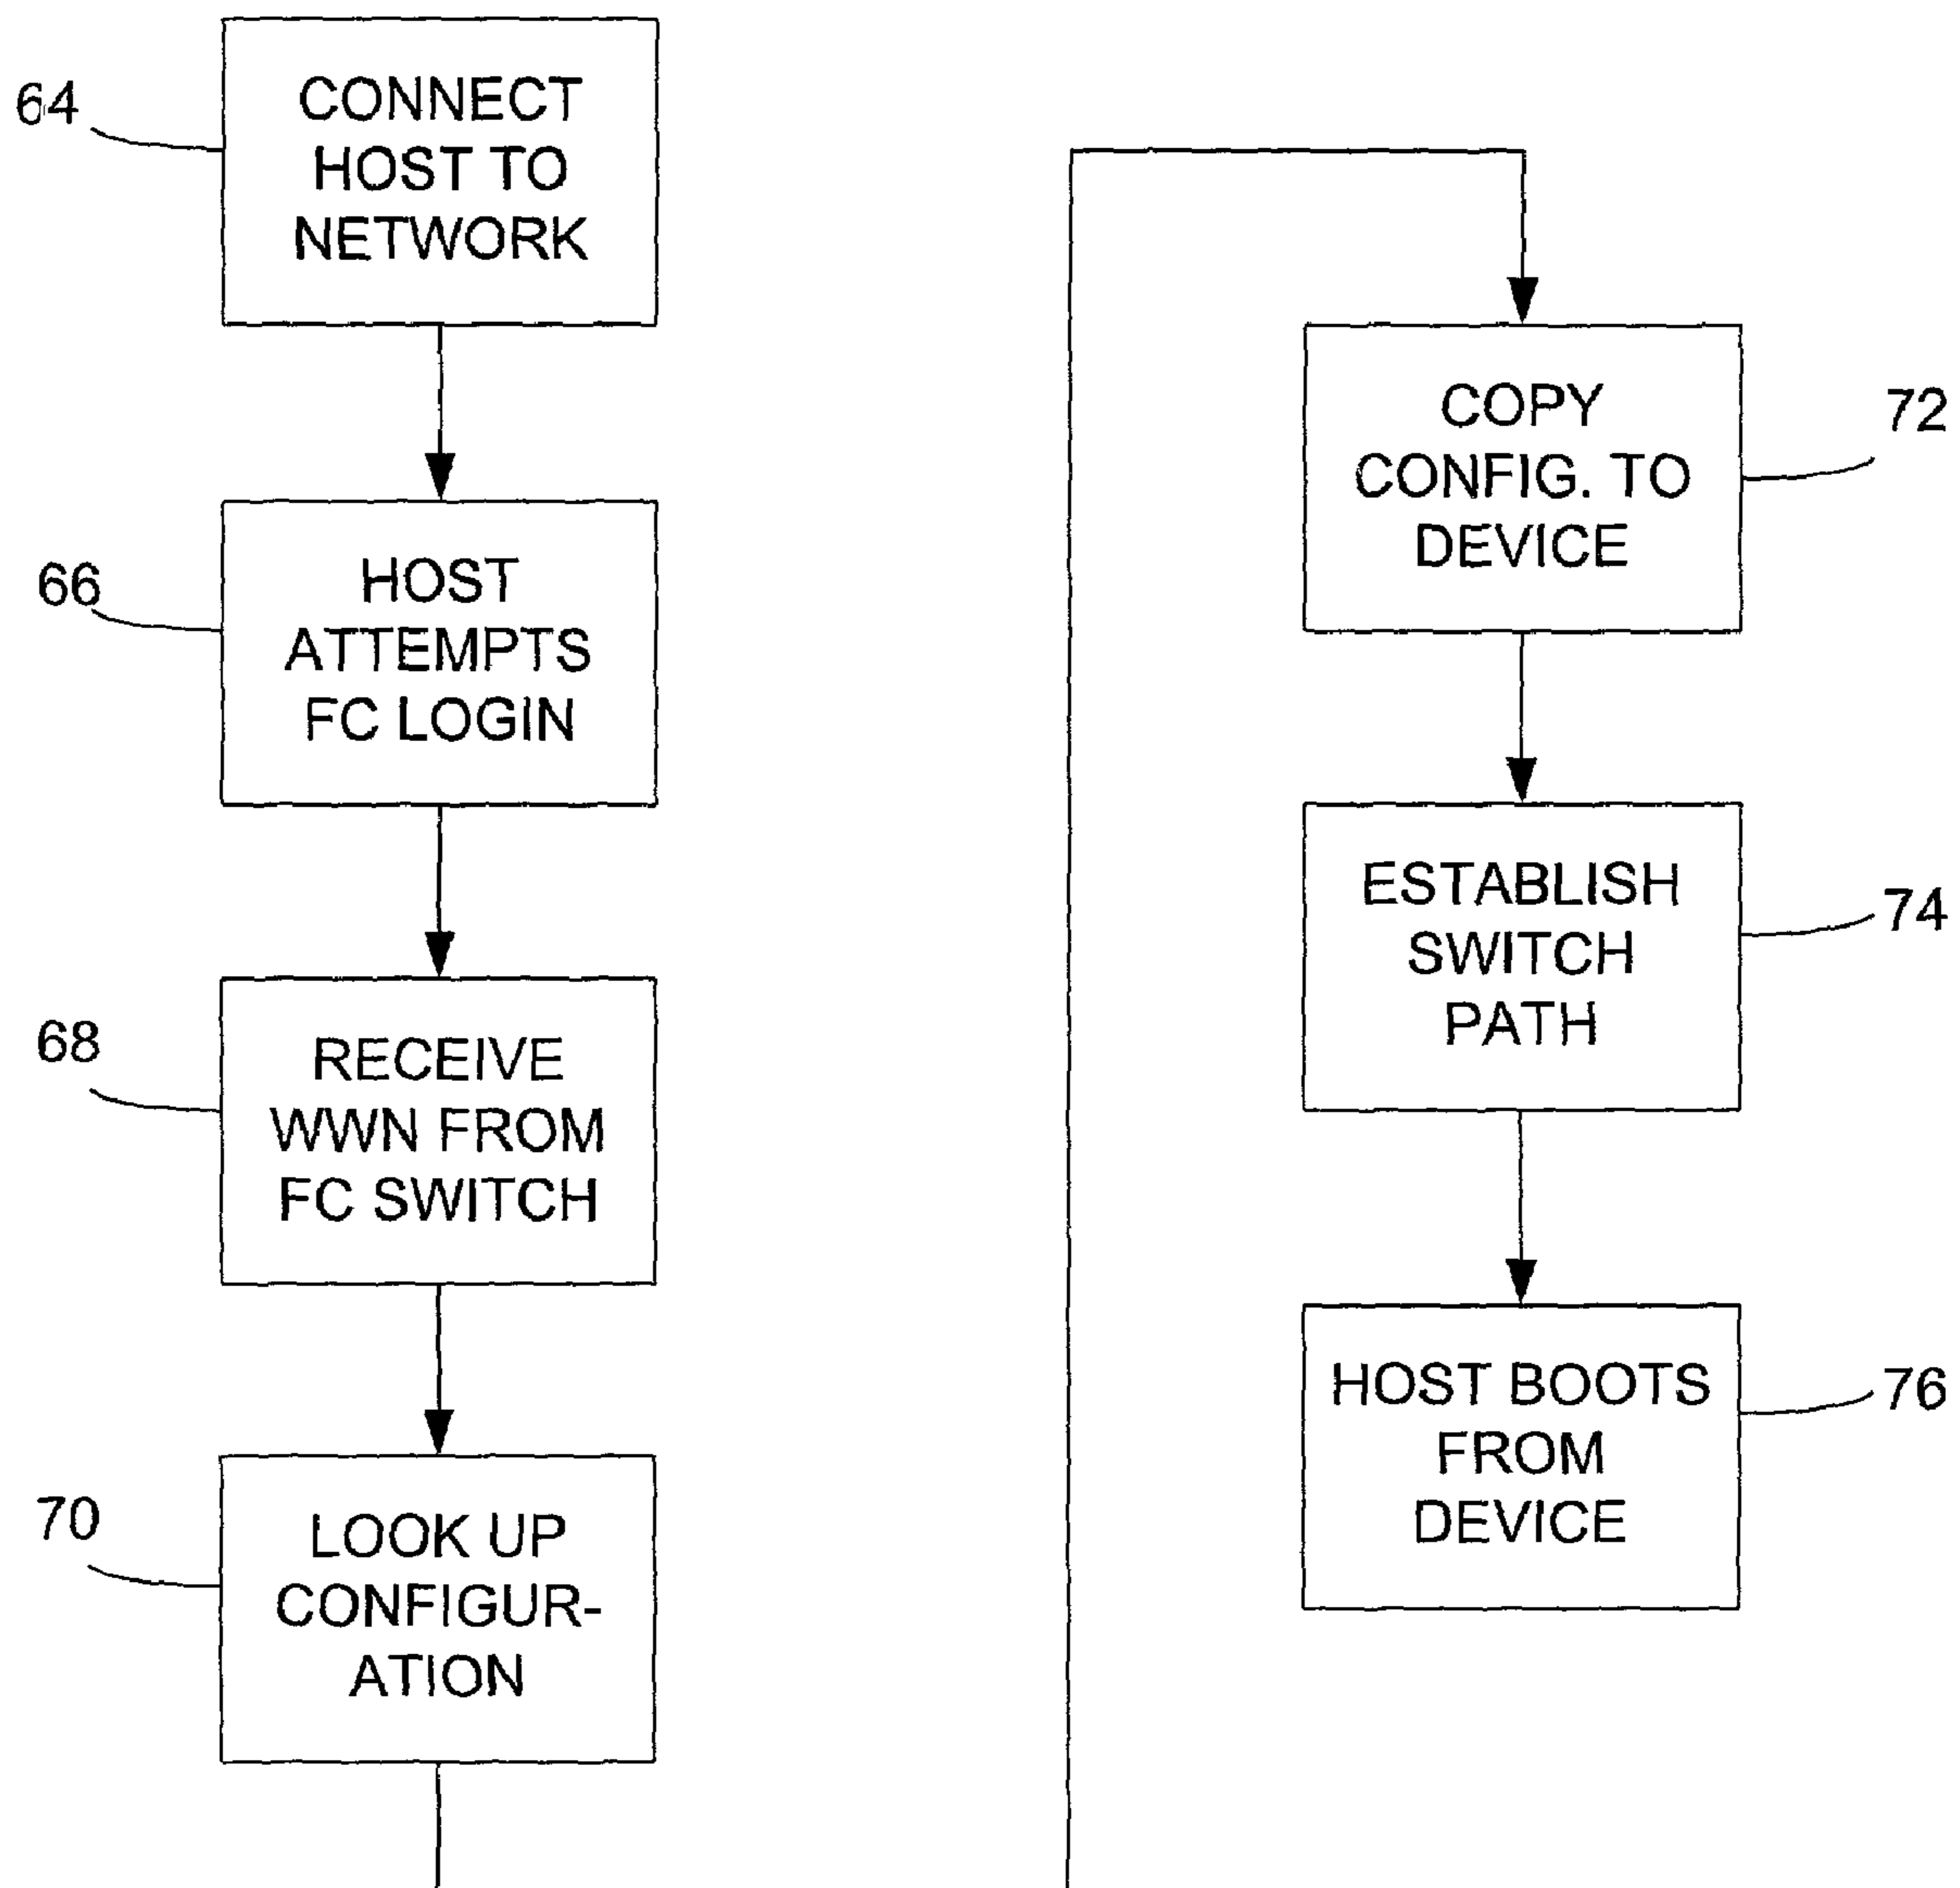 64
CONNECT
HOST TO
NETWORK
66
HOST
ATTEMPTS
FC LOGIN
68
RECEIVE
WWN FROM
FC SWITCH
70
LOOK UP
CONFIGUR-
ATION
72
COPY
CONFIG. TO
DEVICE
74
ESTABLISH
SWITCH
PATH
76
HOST BOOTS
FROM
DEVICE